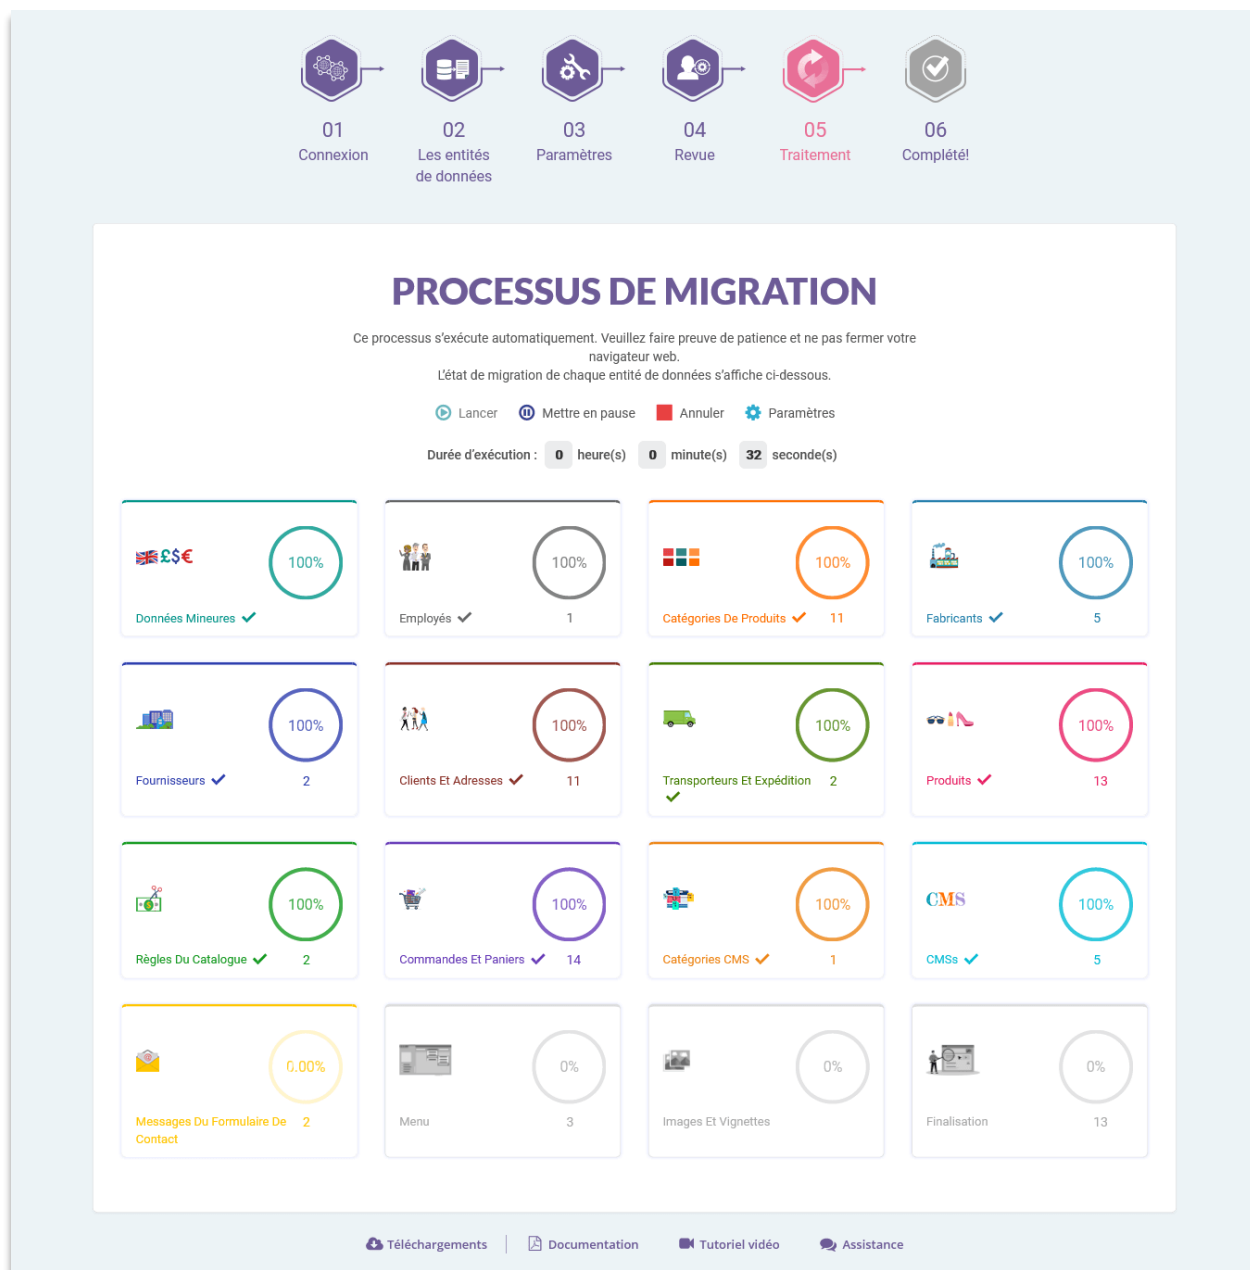 01
Connexion
02
Les entités
de données
03
Paramètres
04
Revue
05
Traitement
06
Complété!
PROCESSUS DE MIGRATION
Ce processus s’exécute automatiquement. Veuillez faire preuve de patience et ne pas fermer votre
navigateur web.
L’état de migration de chaque entité de données s’affiche ci-dessous.
Lancer Mettre en pause Annuler Paramètres
Durée d’exécution : 0 heure(s) 0 minute(s) 32 seconde(s)
£$€
100%
Données Mineures
100%
Employés 1
100%
Catégories De Produits 11
100%
Fabricants 5
100%
Fournisseurs 2
100%
Clients Et Adresses 11
100%
Transporteurs Et Expédition 2
100%
Produits 13
100%
Règles Du Catalogue 2
100%
Commandes Et Paniers 14
100%
Catégories CMS 1
CMS
100%
CMSs 5
0.00%
Messages Du Formulaire De 2
Contact
0%
Menu 3
0%
Images Et Vignettes
0%
Finalisation 13
Téléchargements Documentation Tutoriel vidéo Assistance